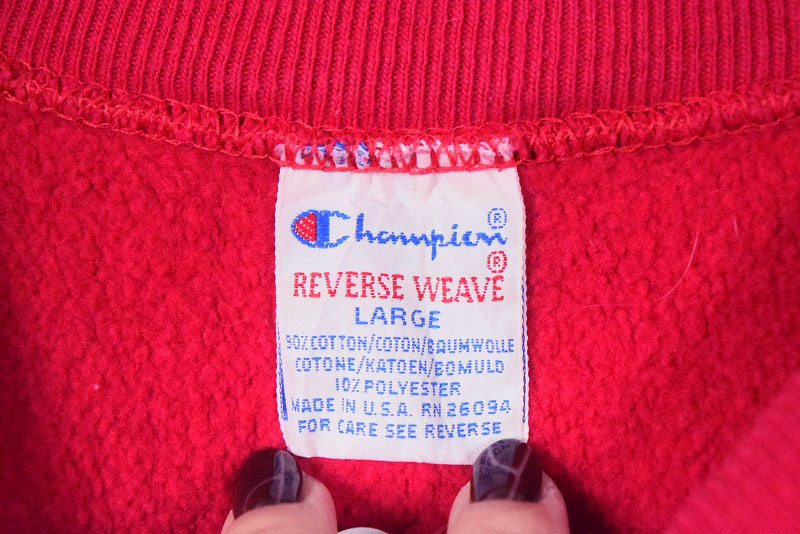 Champion®
REVERSE WEAVE®
LARGE
90% COTTON/COTON/BAUMWOLLE
COTONE/KATOEN/BOMULD
10% POLYESTER
MADE IN U.S.A. RN 26094
FOR CARE SEE REVERSE